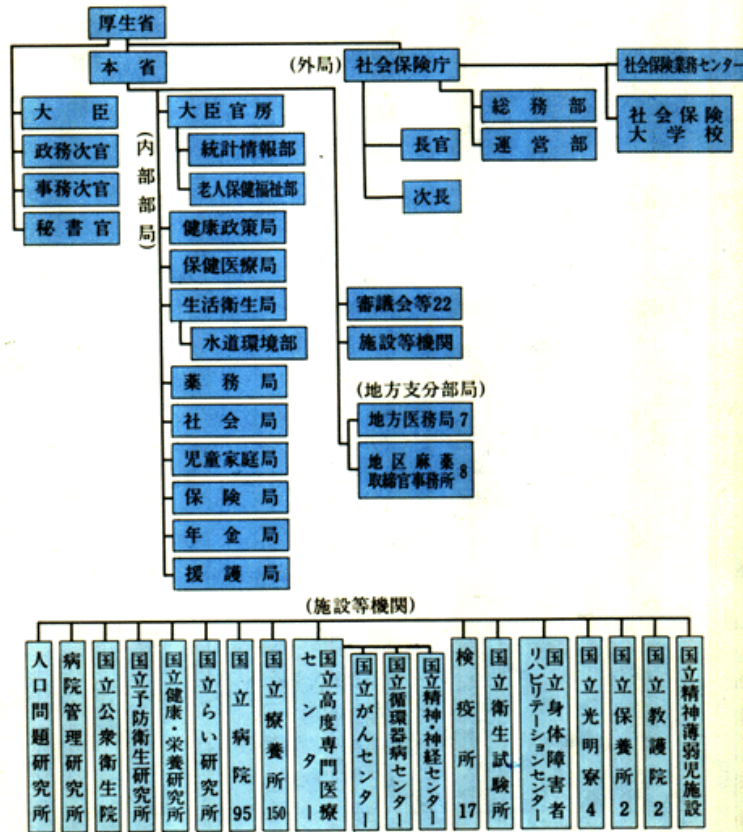 厚生省
本省
(外局)
社会保険庁
社会保険業務センター
総務部
運営部
社会保険
大学校
長官
次長
大臣
政務次官
事務次官
秘書官
(内部部局)
大臣官房
統計情報部
老人保健福祉部
健康政策局
保健医療局
生活衛生局
水道環境部
薬務局
社会局
児童家庭局
保険局
年金局
援護局
審議会等22
施設等機関
(地方支分部局)
地方医務局7
地区麻薬
取締官事務所8
(施設等機関)
人口問題研究所
病院管理研究所
国立公衆衛生院
国立予防衛生研究所
国立健康・栄養研究所
国立らい研究所
国立病院95
国立療養所150
国立高度専門医療
センター
国立がんセンター
国立循環器病センター
国立精神・神経センター
検疫所17
国立衛生試験所
国立身体障害者
リハビリテーションセンター
国立光明寮4
国立保養所2
国立教護院2
国立精神薄弱児施設